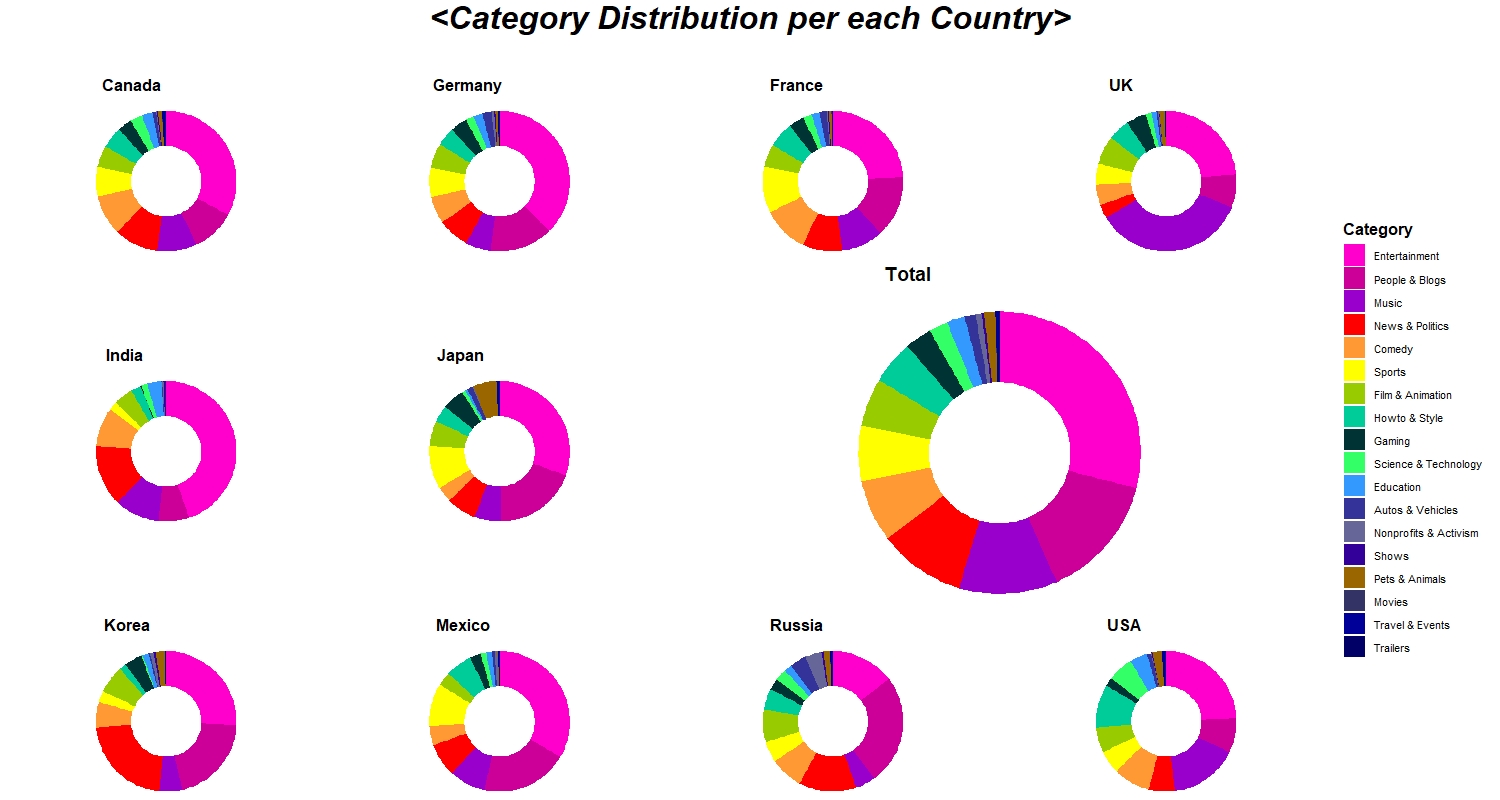 <Category Distribution per each Country>
Canada
Germany
France
UK
Total
India
Japan
Korea
Mexico
Russia
USA
Category
Entertainment
People & Blogs
Music
News & Politics
Comedy
Sports
Film & Animation
Howto & Style
Gaming
Science & Technology
Education
Autos & Vehicles
Nonprofits & Activism
Shows
Pets & Animals
Movies
Travel & Events
Trailers